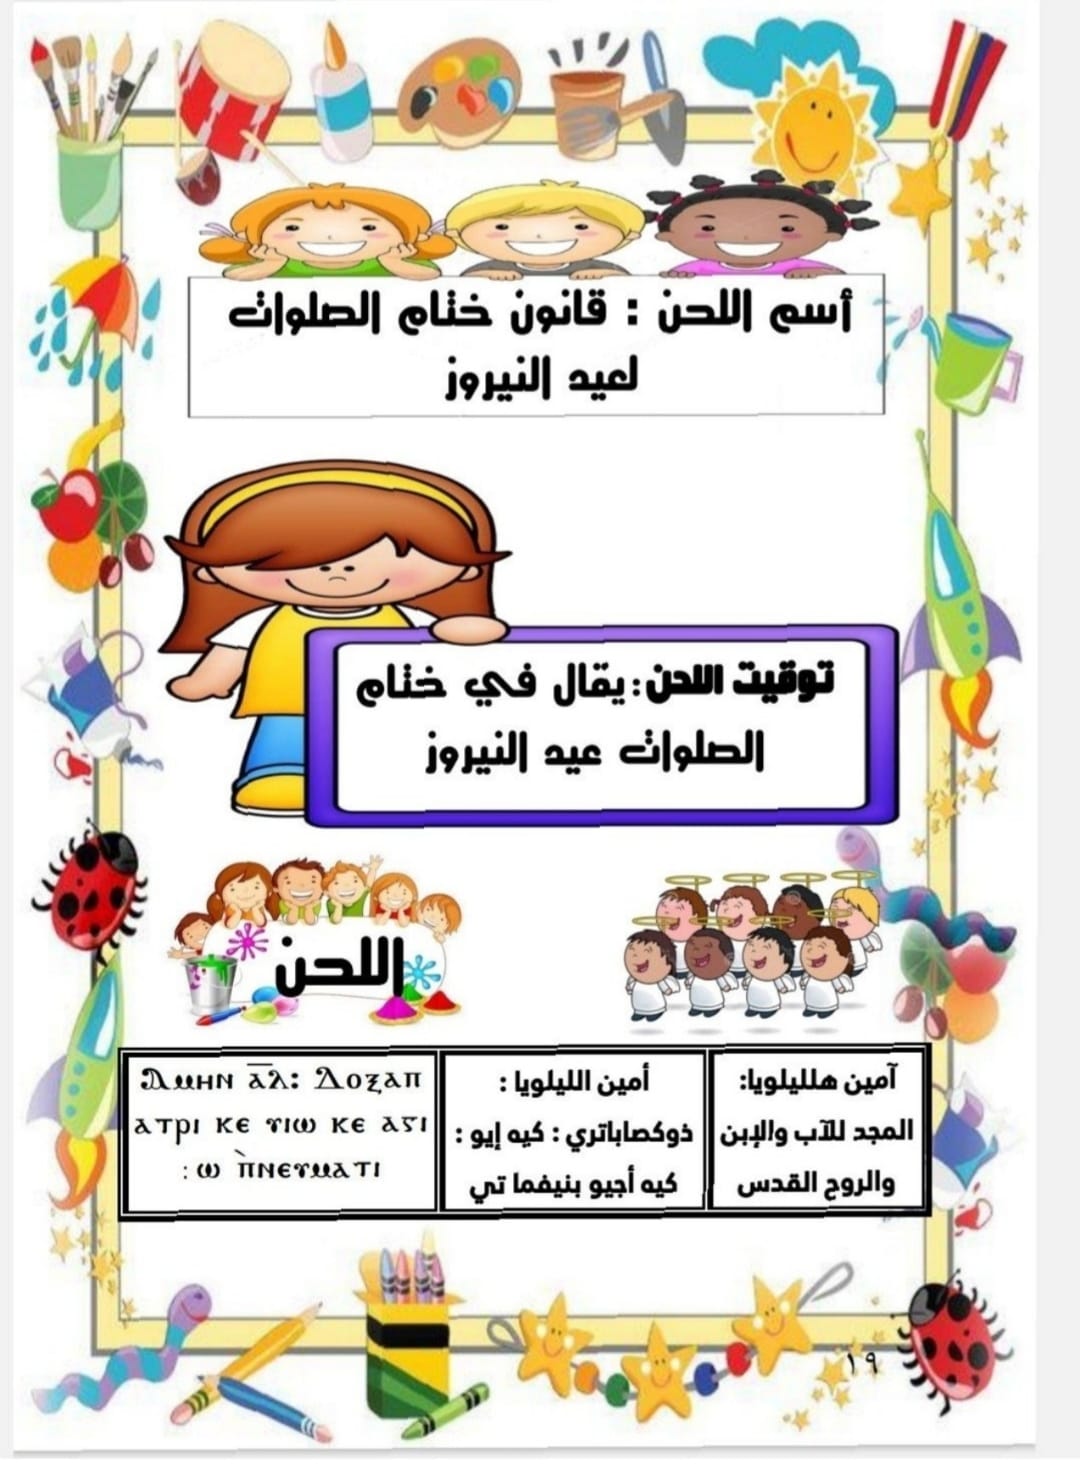 أسم اللحن : قانون ختام الصلوات
لعيد النيروز
توقيت اللحن: يقال في ختام
الصلوات عيد النيروز
اللحن
آمين هلليلويا:
المجد للآب والإبن
والروح القدس
أمين الليلويا :
ذوكصاباتري : كيه إيو :
كيه أجيو بنيفما تي
Ⲁⲙⲏⲛ ⲁ̅ⲗ: Ⲇⲟⲝⲁⲡ
ⲁⲧⲣⲓ ⲕⲉ ⲩⲓⲱ ⲕⲉ ⲁⲅⲓ
ⲱ ̀ⲡⲛⲉⲩⲙⲁⲧⲓ :
١٩